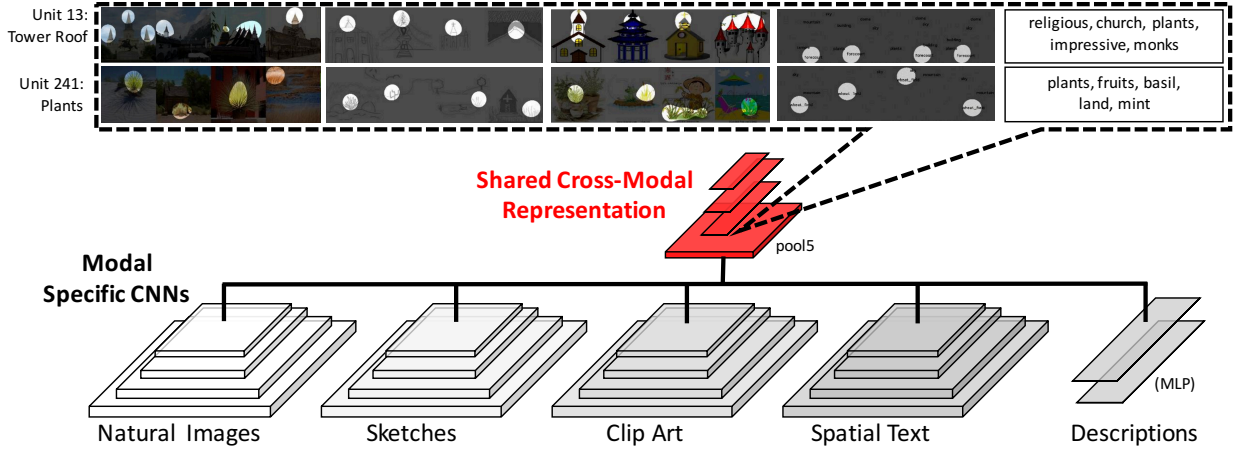 Unit 13:
Tower Roof
religious, church, plants,
impressive, monks
Unit 241:
Plants
plants, fruits, basil,
land, mint
Shared Cross-Modal
Representation
pool5
Modal
Specific CNNs
(MLP)
Natural Images
Sketches
Clip Art
Spatial Text
Descriptions